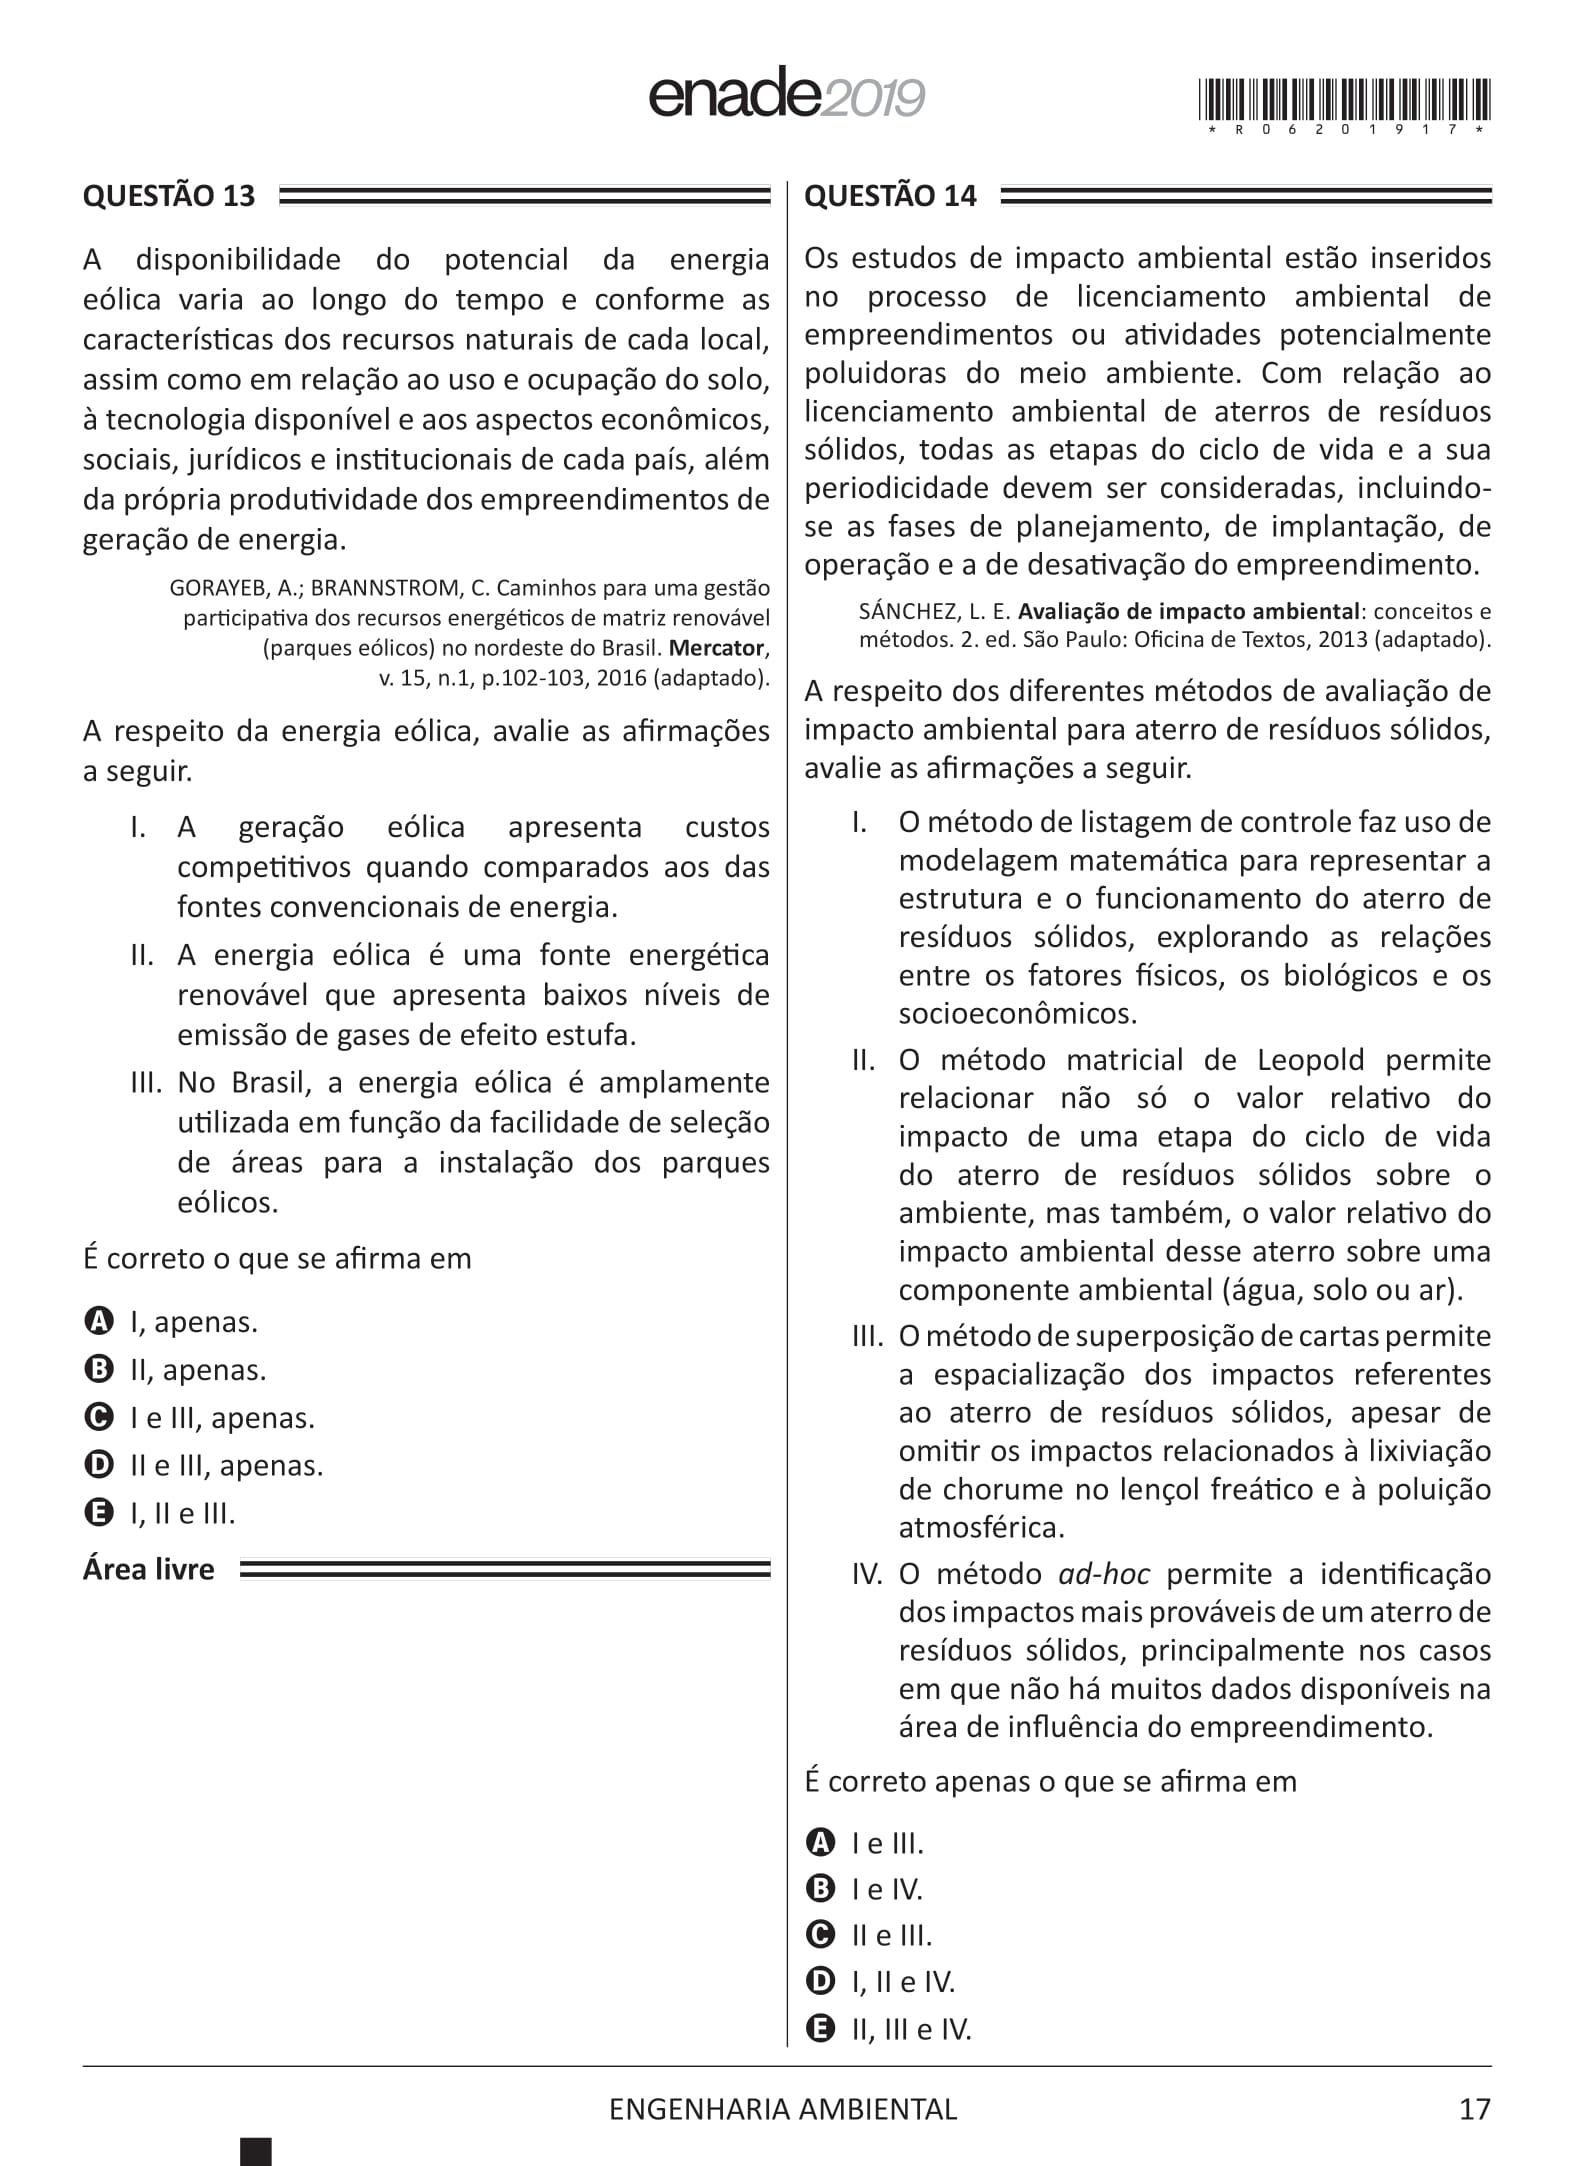 enade2019
*R06201917*
QUESTÃO 13
A disponibilidade do potencial da energia
eólica varia ao longo do tempo e conforme as
características dos recursos naturais de cada local,
assim como em relação ao uso e ocupação do solo,
à tecnologia disponível e aos aspectos econômicos,
sociais, jurídicos e institucionais de cada país, além
da própria produtividade dos empreendimentos de
geração de energia.
GORAYEB, A.; BRANNSTROM, C. Caminhos para uma gestão
participativa dos recursos energéticos de matriz renovável
(parques eólicos) no nordeste do Brasil. Mercator,
v. 15, n.1, p.102-103, 2016 (adaptado).
A respeito da energia eólica, avalie as afirmações
a seguir.
I. A geração eólica apresenta custos
competitivos quando comparados aos das
fontes convencionais de energia.
II. A energia eólica é uma fonte energética
renovável que apresenta baixos níveis de
emissão de gases de efeito estufa.
III. No Brasil, a energia eólica é amplamente
utilizada em função da facilidade de seleção
de áreas para a instalação dos parques
eólicos.
É correto o que se afirma em
A I, apenas.
B II, apenas.
C I e III, apenas.
D II e III, apenas.
E I, II e III.
Área livre
QUESTÃO 14
Os estudos de impacto ambiental estão inseridos
no processo de licenciamento ambiental de
empreendimentos ou atividades potencialmente
poluidoras do meio ambiente. Com relação ao
licenciamento ambiental de aterros de resíduos
sólidos, todas as etapas do ciclo de vida e a sua
periodicidade devem ser consideradas, incluindo-
se as fases de planejamento, de implantação, de
operação e a de desativação do empreendimento.
SÁNCHEZ, L. E. Avaliação de impacto ambiental: conceitos e
métodos. 2. ed. São Paulo: Oficina de Textos, 2013 (adaptado).
A respeito dos diferentes métodos de avaliação de
impacto ambiental para aterro de resíduos sólidos,
avalie as afirmações a seguir.
I. O método de listagem de controle faz uso de
modelagem matemática para representar a
estrutura e o funcionamento do aterro de
resíduos sólidos, explorando as relações
entre os fatores físicos, os biológicos e os
socioeconômicos.
II. O método matricial de Leopold permite
relacionar não só o valor relativo do
impacto de uma etapa do ciclo de vida
do aterro de resíduos sólidos sobre o
ambiente, mas também, o valor relativo do
impacto ambiental desse aterro sobre uma
componente ambiental (água, solo ou ar).
III. O método de superposição de cartas permite
a espacialização dos impactos referentes
ao aterro de resíduos sólidos, apesar de
omitir os impactos relacionados à lixiviação
de chorume no lençol freático e à poluição
atmosférica.
IV. O método ad-hoc permite a identificação
dos impactos mais prováveis de um aterro de
resíduos sólidos, principalmente nos casos
em que não há muitos dados disponíveis na
área de influência do empreendimento.
É correto apenas o que se afirma em
A I e III.
B I e IV.
C II e III.
D I, II e IV.
E II, III e IV.
ENGENHARIA AMBIENTAL
17